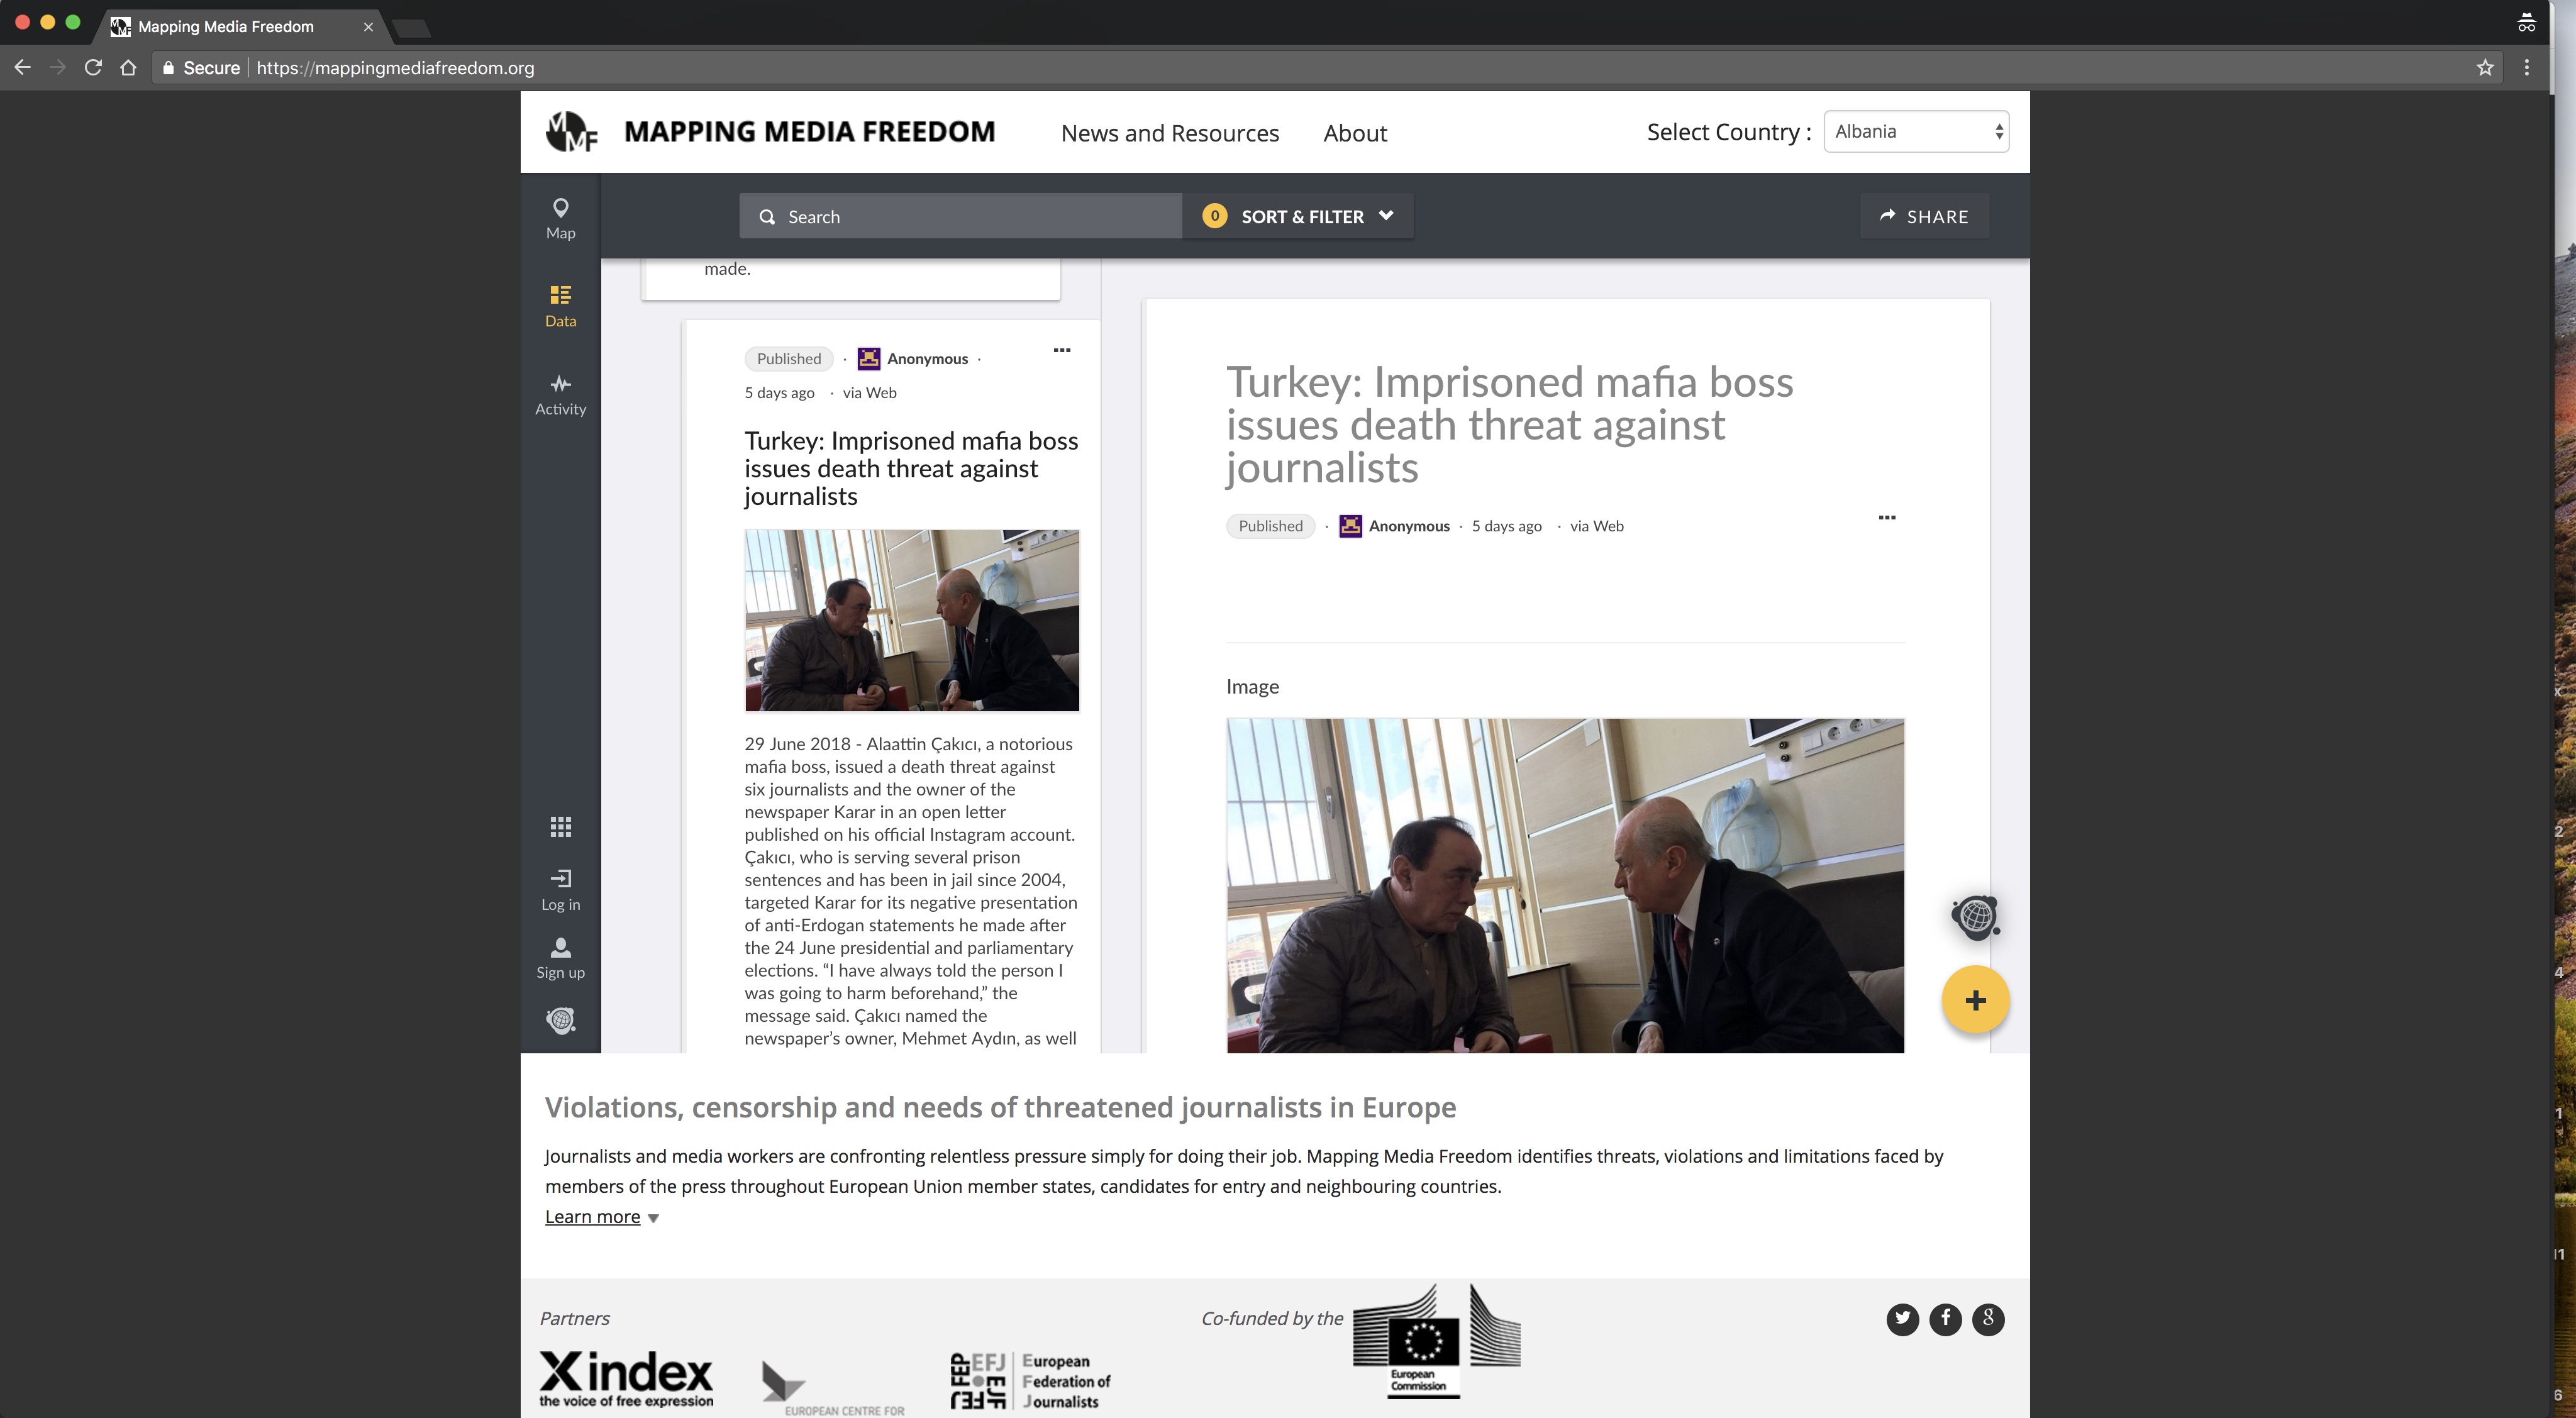 Mapping Media Freedom
Secure https://mappingmediafreedom.org
MMF
MAPPING MEDIA FREEDOM
News and Resources
About
Select Country :
Albania
Map
Data
Activity
Log in
Sign up
Search
0 SORT & FILTER
SHARE
made.
Published · Anonymous ·
5 days ago · via Web
Turkey: Imprisoned mafia boss
issues death threat against
journalists
29 June 2018 - Alaattin Çakıcı, a notorious
mafia boss, issued a death threat against
six journalists and the owner of the
newspaper Karar in an open letter
published on his official Instagram account.
Çakıcı, who is serving several prison
sentences and has been in jail since 2004,
targeted Karar for its negative presentation
of anti-Erdogan statements he made after
the 24 June presidential and parliamentary
elections. “I have always told the person I
was going to harm beforehand,” the
message said. Çakıcı named the
newspaper’s owner, Mehmet Aydın, as well
Turkey: Imprisoned mafia boss
issues death threat against
journalists
Published · Anonymous · 5 days ago · via Web
Image
Violations, censorship and needs of threatened journalists in Europe
Journalists and media workers are confronting relentless pressure simply for doing their job. Mapping Media Freedom identifies threats, violations and limitations faced by
members of the press throughout European Union member states, candidates for entry and neighbouring countries.
Learn more
Partners
Xindex
the voice of free expression
EUROPEAN CENTRE FOR
FEP EFJ
European
Federation of
Journalists
Co-funded by the
European
Commission